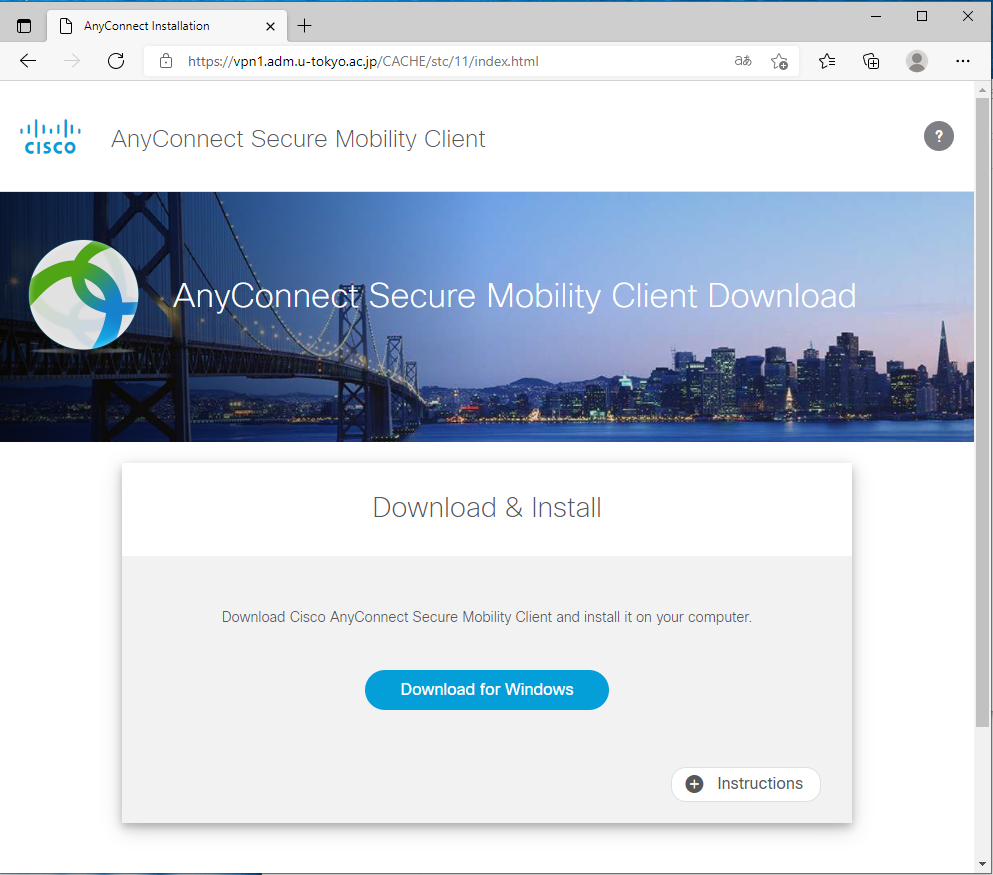 AnyConnect Installation
https://vpn1.adm.u-tokyo.ac.jp/CACHE/stc/11/index.html
aあ
CISCO
AnyConnect Secure Mobility Client
?
AnyConnect Secure Mobility Client Download
Download & Install
Download Cisco AnyConnect Secure Mobility Client and install it on your computer.
Download for Windows
Instructions